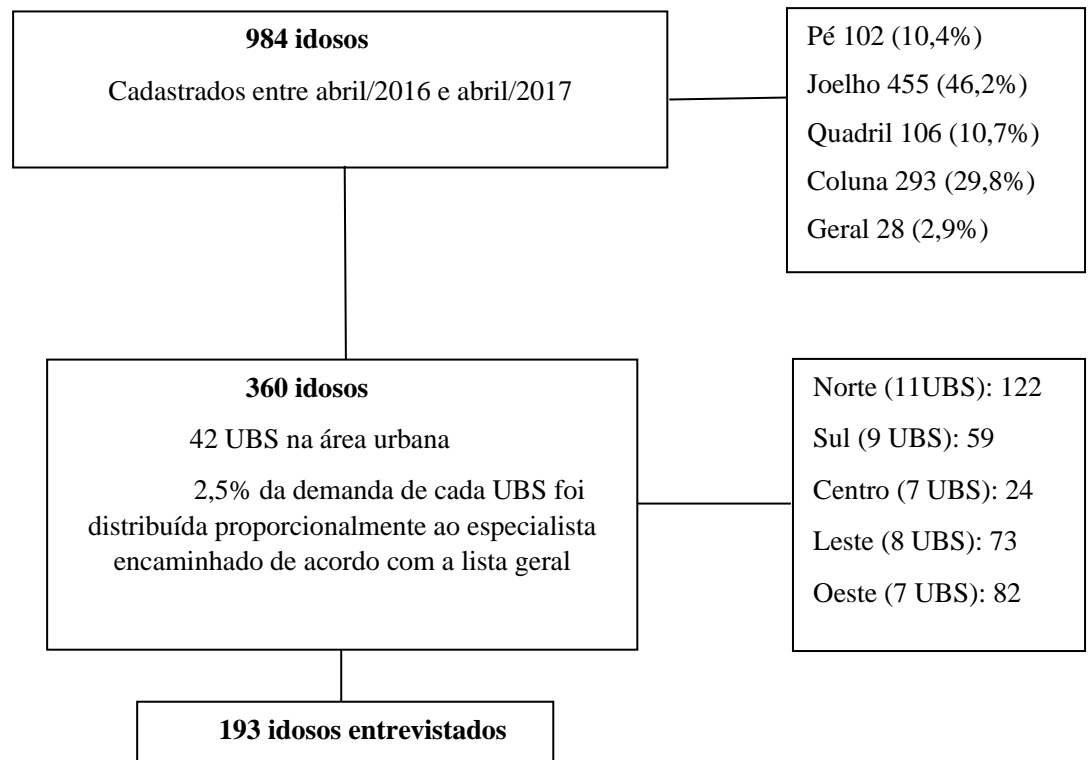 984 idosos
Cadastrados entre abril/2016 e abril/2017
Pé 102 (10,4%)
Joelho 455 (46,2%)
Quadril 106 (10,7%)
Coluna 293 (29,8%)
Geral 28 (2,9%)
360 idosos
42 UBS na área urbana
2,5% da demanda de cada UBS foi
distribuída proporcionalmente ao especialista
encaminhado de acordo com a lista geral
Norte (11UBS): 122
Sul (9 UBS): 59
Centro (7 UBS): 24
Leste (8 UBS): 73
Oeste (7 UBS): 82
193 idosos entrevistados